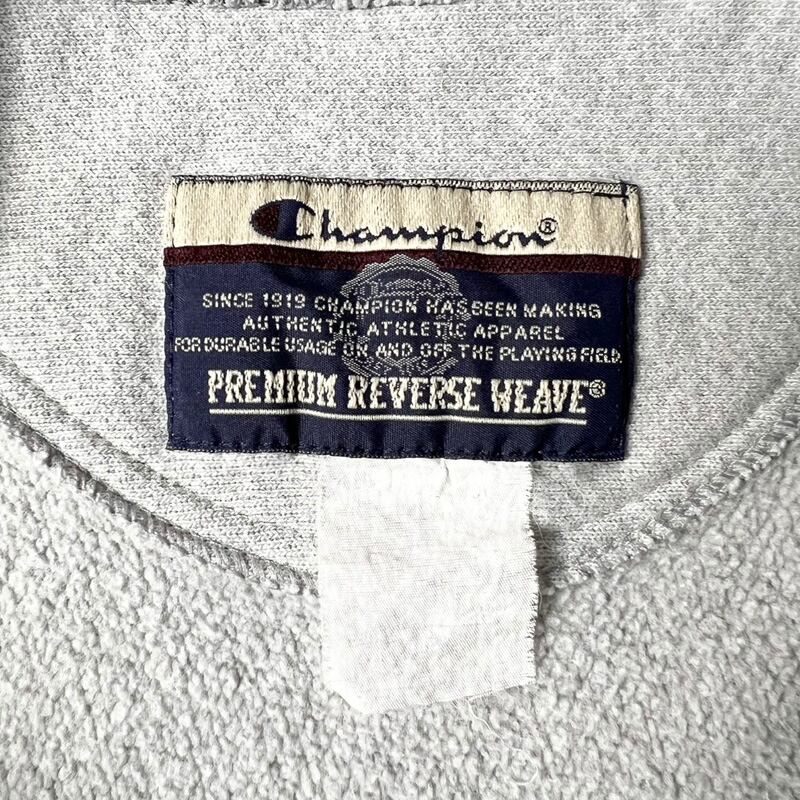 Champion®
SINCE 1919 CHAMPION HAS BEEN MAKING
AUTHENTIC ATHLETIC APPAREL
FOR DURABLE USAGE ON AND OFF THE PLAYING FIELD.
PREMIUM REVERSE WEAVE®